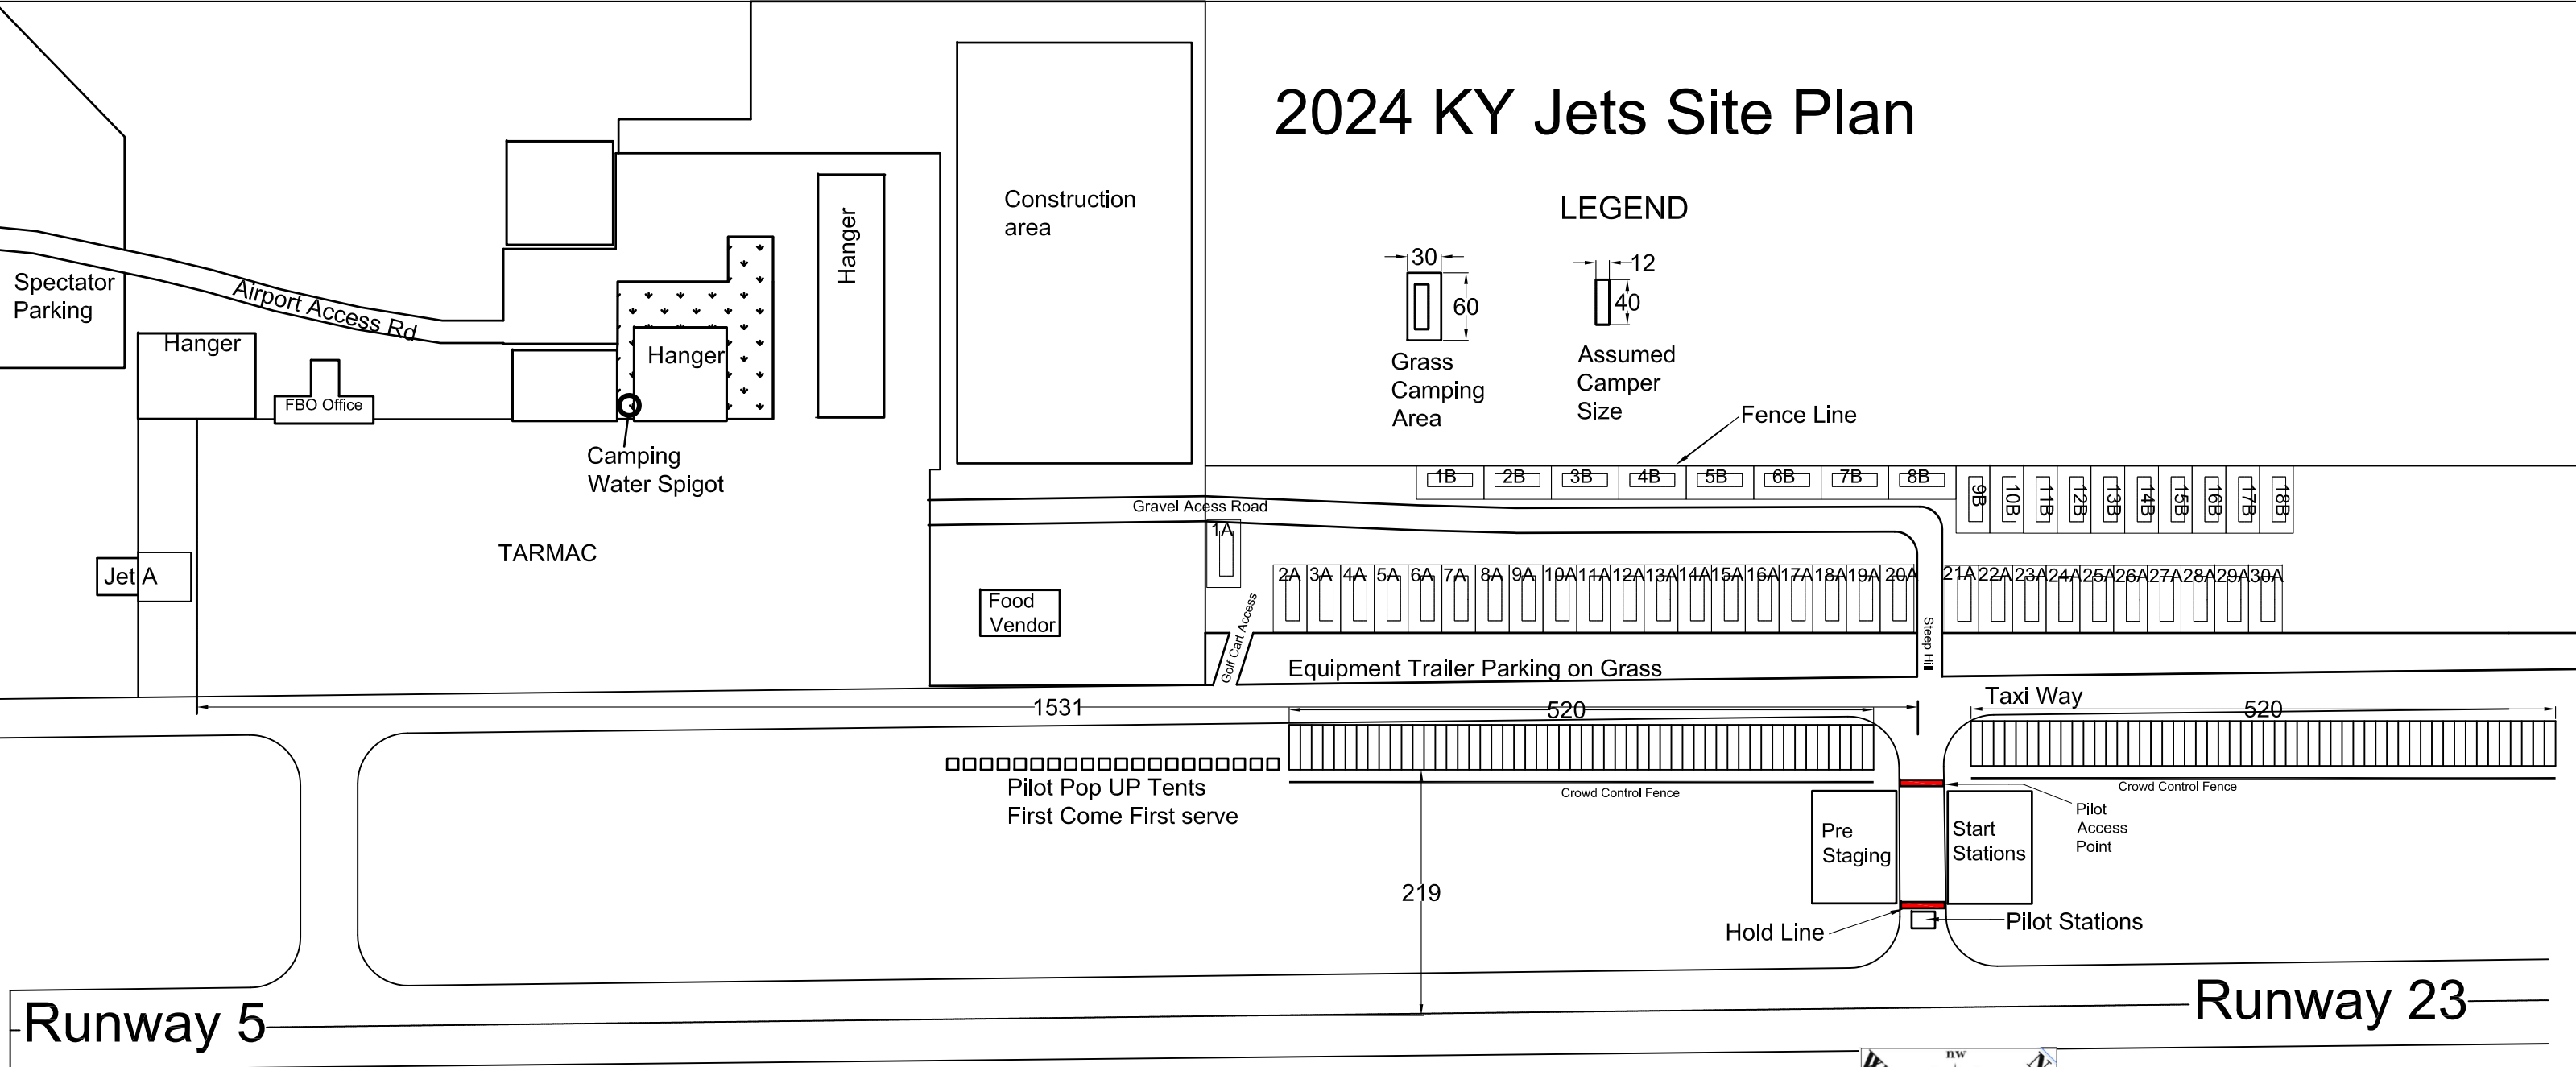 2024 KY Jets Site Plan
LEGEND
30
60
Grass
Camping
Area
12
40
Assumed
Camper
Size
Fence Line
Construction
area
Hanger
Spectator
Parking
Airport Access Rd
Hanger
FBO Office
Hanger
Camping
Water Spigot
TARMAC
Jet A
Gravel Acess Road
Food
Vendor
Golf Cart Access
1B 2B 3B 4B 5B 6B 7B 8B 9B 10B 11B 12B 13B 14B 15B 16B 17B 18B
1A
2A 3A 4A 5A 6A 7A 8A 9A 10A 11A 12A 13A 14A 15A 16A 17A 18A 19A 20A 21A 22A 23A 24A 25A 26A 27A 28A 29A 30A
Steep Hill
Equipment Trailer Parking on Grass
Taxi Way
1531
520
520
Pilot Pop UP Tents
First Come First serve
Crowd Control Fence
Crowd Control Fence
Pre
Staging
Start
Stations
Pilot
Access
Point
219
Hold Line
Pilot Stations
Runway 5
Runway 23
nw